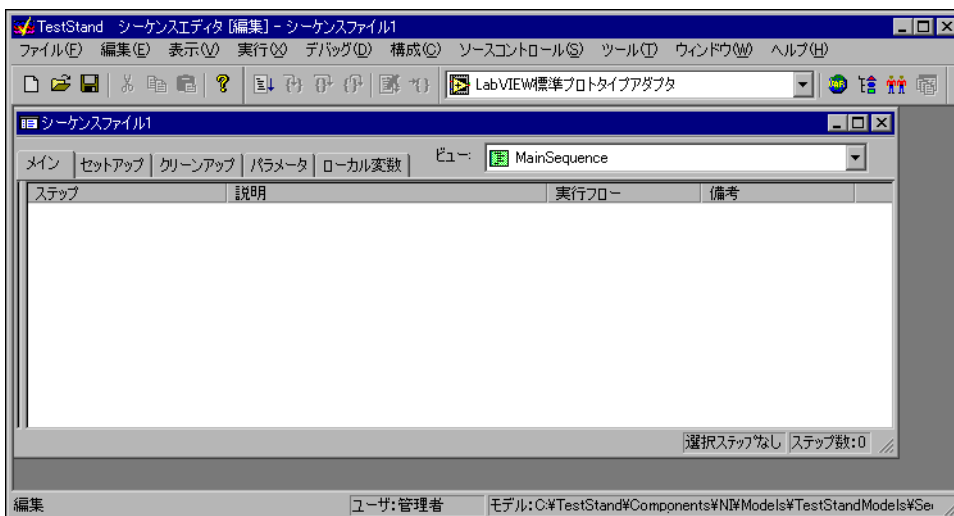 TestStand シーケンスエディタ [編集] - シーケンスファイル1
ファイル(F) 編集(E) 表示(V) 実行(X) デバッグ(D) 構成(C) ソースコントロール(S) ツール(T) ウィンドウ(W) ヘルプ(H)
LabVIEW標準プロトタイプアダプタ
シーケンスファイル1
メイン セットアップ クリーンアップ パラメータ ローカル変数 ビュー: MainSequence
ステップ 説明 実行フロー 備考
選択ステップなし ステップ数:0
編集 ユーザ:管理者 モデル:C:¥TestStand¥Components¥NI¥Models¥TestStandModels¥Se